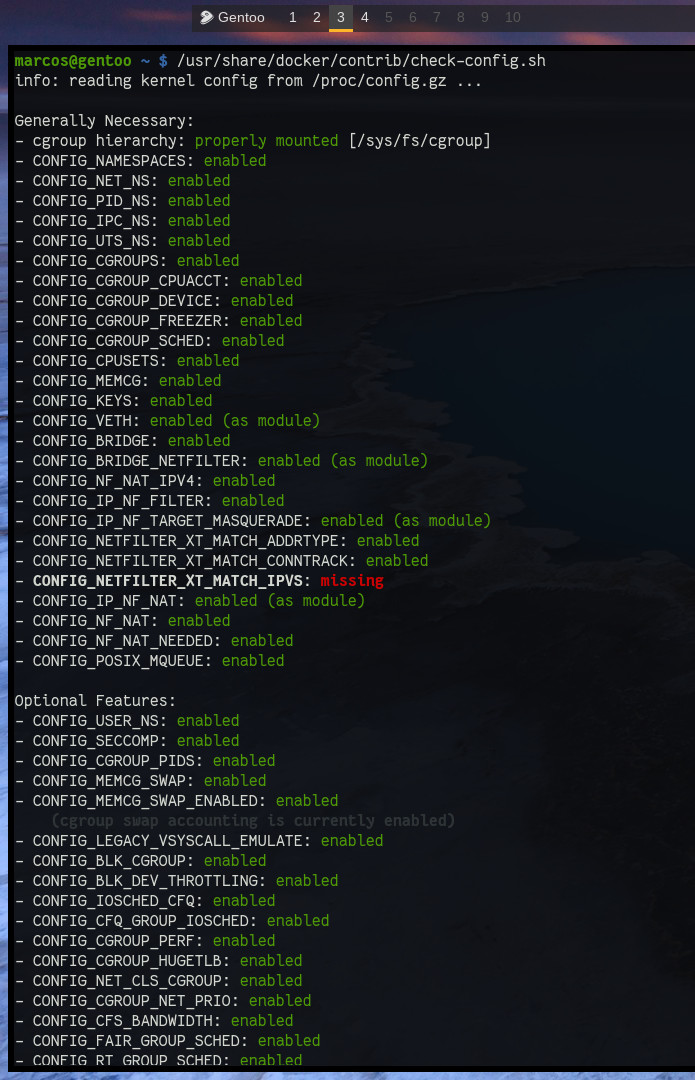 Gentoo 1 2 3 4 5 6 7 8 9 10
marcos@gentoo ~ $ /usr/share/docker/contrib/check-config.sh
info: reading kernel config from /proc/config.gz ...
Generally Necessary:
- cgroup hierarchy: properly mounted [/sys/fs/cgroup]
- CONFIG_NAMESPACES: enabled
- CONFIG_NET_NS: enabled
- CONFIG_PID_NS: enabled
- CONFIG_IPC_NS: enabled
- CONFIG_UTS_NS: enabled
- CONFIG_CGROUPS: enabled
- CONFIG_CGROUP_CPUACCT: enabled
- CONFIG_CGROUP_DEVICE: enabled
- CONFIG_CGROUP_FREEZER: enabled
- CONFIG_CGROUP_SCHED: enabled
- CONFIG_CPUSETS: enabled
- CONFIG_MEMCG: enabled
- CONFIG_KEYS: enabled
- CONFIG_VETH: enabled (as module)
- CONFIG_BRIDGE: enabled
- CONFIG_BRIDGE_NETFILTER: enabled (as module)
- CONFIG_NF_NAT_IPV4: enabled
- CONFIG_IP_NF_FILTER: enabled
- CONFIG_IP_NF_TARGET_MASQUERADE: enabled (as module)
- CONFIG_NETFILTER_XT_MATCH_ADDRTYPE: enabled
- CONFIG_NETFILTER_XT_MATCH_CONNTRACK: enabled
- CONFIG_NETFILTER_XT_MATCH_IPVS: missing
- CONFIG_IP_NF_NAT: enabled (as module)
- CONFIG_NF_NAT: enabled
- CONFIG_NF_NAT_NEEDED: enabled
- CONFIG_POSIX_MQUEUE: enabled
Optional Features:
- CONFIG_USER_NS: enabled
- CONFIG_SECCOMP: enabled
- CONFIG_CGROUP_PIDS: enabled
- CONFIG_MEMCG_SWAP: enabled
- CONFIG_MEMCG_SWAP_ENABLED: enabled
(cgroup swap accounting is currently enabled)
- CONFIG_LEGACY_VSYSCALL_EMULATE: enabled
- CONFIG_BLK_CGROUP: enabled
- CONFIG_BLK_DEV_THROTTLING: enabled
- CONFIG_IOSCHED_CFQ: enabled
- CONFIG_CFQ_GROUP_IOSCHED: enabled
- CONFIG_CGROUP_PERF: enabled
- CONFIG_CGROUP_HUGETLB: enabled
- CONFIG_NET_CLS_CGROUP: enabled
- CONFIG_CGROUP_NET_PRIO: enabled
- CONFIG_CFS_BANDWIDTH: enabled
- CONFIG_FAIR_GROUP_SCHED: enabled
- CONFIG_RT_GROUP_SCHED: enabled